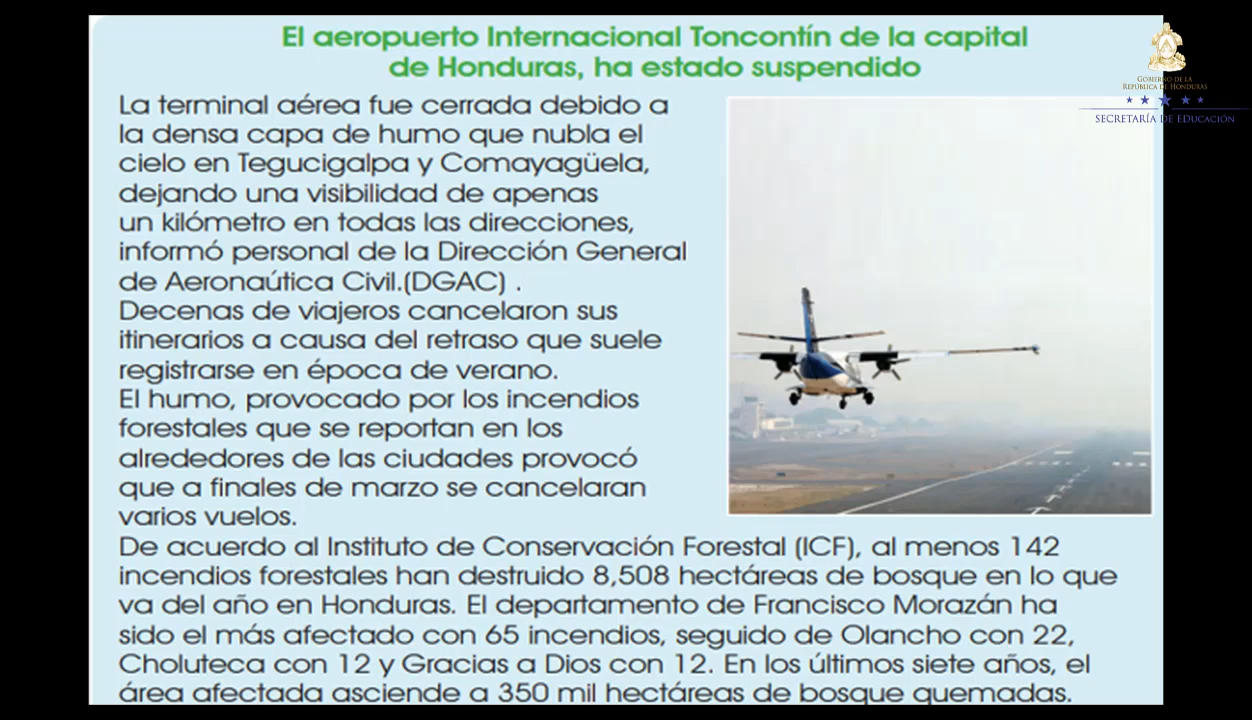 El aeropuerto Internacional Toncontín de la capital
de Honduras, ha estado suspendido
La terminal aérea fue cerrada debido a
la densa capa de humo que nubla el
cielo en Tegucigalpa y Comayagüela,
dejando una visibilidad de apenas
un kilómetro en todas las direcciones,
informó personal de la Dirección General
de Aeronaútica Civil.(DGAC) .
Decenas de viajeros cancelaron sus
itinerarios a causa del retraso que suele
registrarse en época de verano.
El humo, provocado por los incendios
forestales que se reportan en los
alrededores de las ciudades provocó
que a finales de marzo se cancelaran
varios vuelos.
De acuerdo al Instituto de Conservación Forestal (ICF), al menos 142
incendios forestales han destruido 8,508 hectáreas de bosque en lo que
va del año en Honduras. El departamento de Francisco Morazán ha
sido el más afectado con 65 incendios, seguido de Olancho con 22,
Choluteca con 12 y Gracias a Dios con 12. En los últimos siete años, el
área afectada asciende a 350 mil hectáreas de bosque quemadas.
GOBIERNO DE LA
REPÚBLICA DE HONDURAS
SECRETARÍA DE EDUCACIÓN